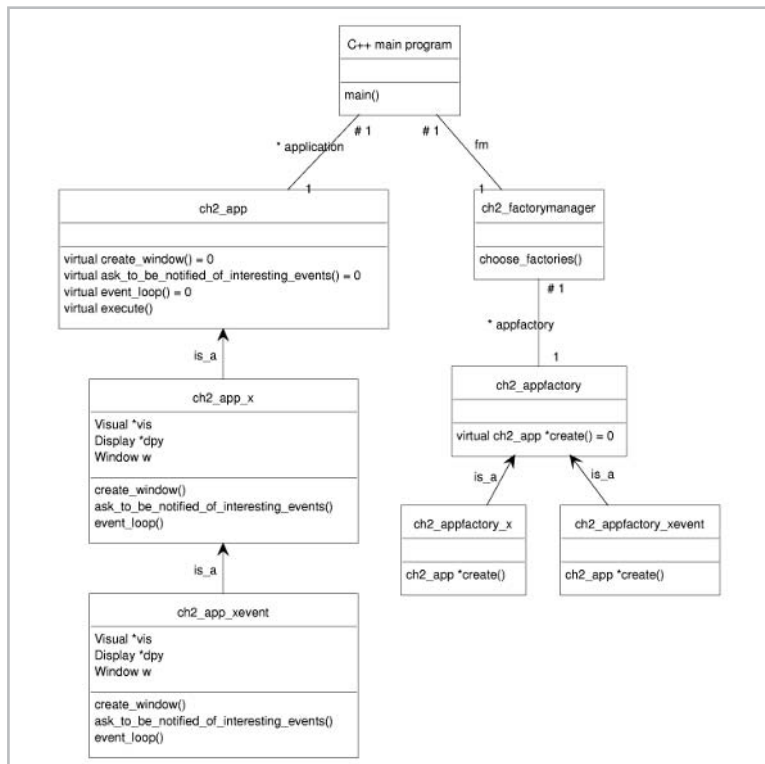 C++ main program
main()
# 1
# 1
* application
fm
1
1
ch2_app
virtual create_window() = 0
virtual ask_to_be_notified_of_interesting_events() = 0
virtual event_loop() = 0
virtual execute()
ch2_factorymanager
choose_factories()
# 1
* appfactory
1
is_a
ch2_app_x
Visual *vis
Display *dpy
Window w
create_window()
ask_to_be_notified_of_interesting_events()
event_loop()
ch2_appfactory
virtual ch2_app *create() = 0
is_a
is_a
ch2_appfactory_x
ch2_app *create()
ch2_appfactory_xevent
ch2_app *create()
is_a
ch2_app_xevent
Visual *vis
Display *dpy
Window w
create_window()
ask_to_be_notified_of_interesting_events()
event_loop()